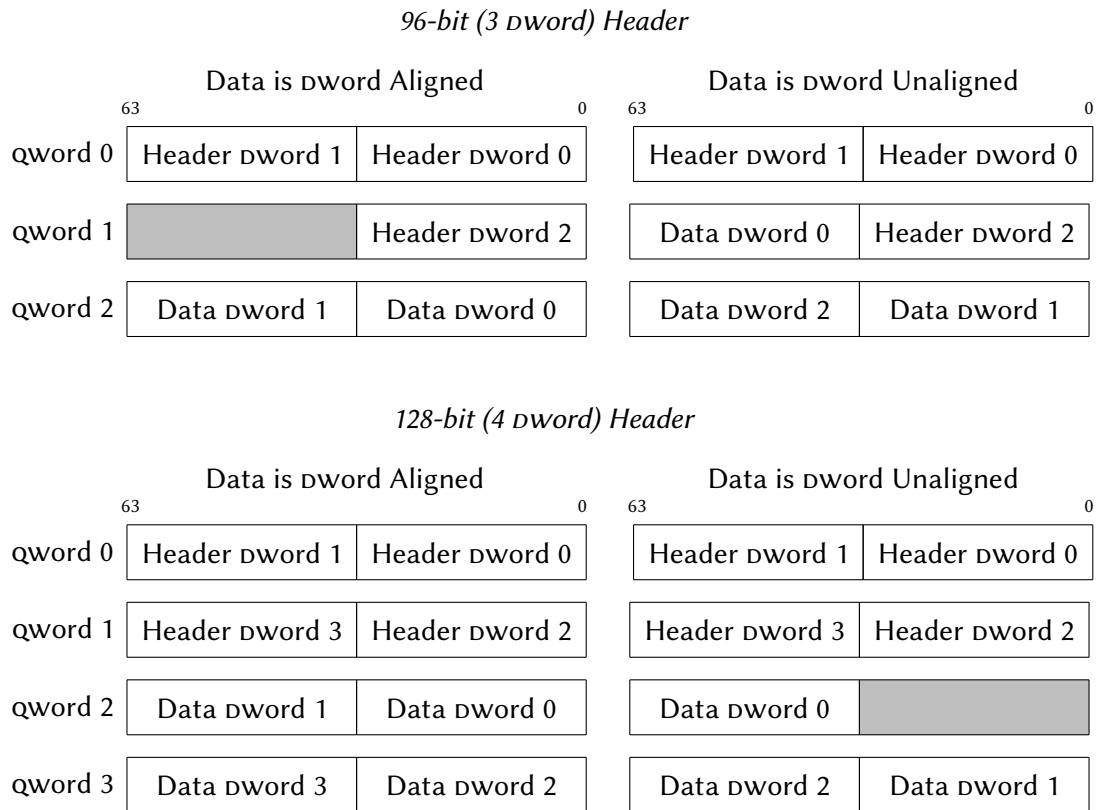 96-bit (3 DWord) Header
Data is DWord Aligned Data is DWord Unaligned
63 0 63 0
QWord 0 Header DWord 1 Header DWord 0 Header DWord 1 Header DWord 0
QWord 1 Header DWord 2 Data DWord 0 Header DWord 2
QWord 2 Data DWord 1 Data DWord 0 Data DWord 2 Data DWord 1
128-bit (4 DWord) Header
Data is DWord Aligned Data is DWord Unaligned
63 0 63 0
QWord 0 Header DWord 1 Header DWord 0 Header DWord 1 Header DWord 0
QWord 1 Header DWord 3 Header DWord 2 Header DWord 3 Header DWord 2
QWord 2 Data DWord 1 Data DWord 0 Data DWord 0
QWord 3 Data DWord 3 Data DWord 2 Data DWord 2 Data DWord 1